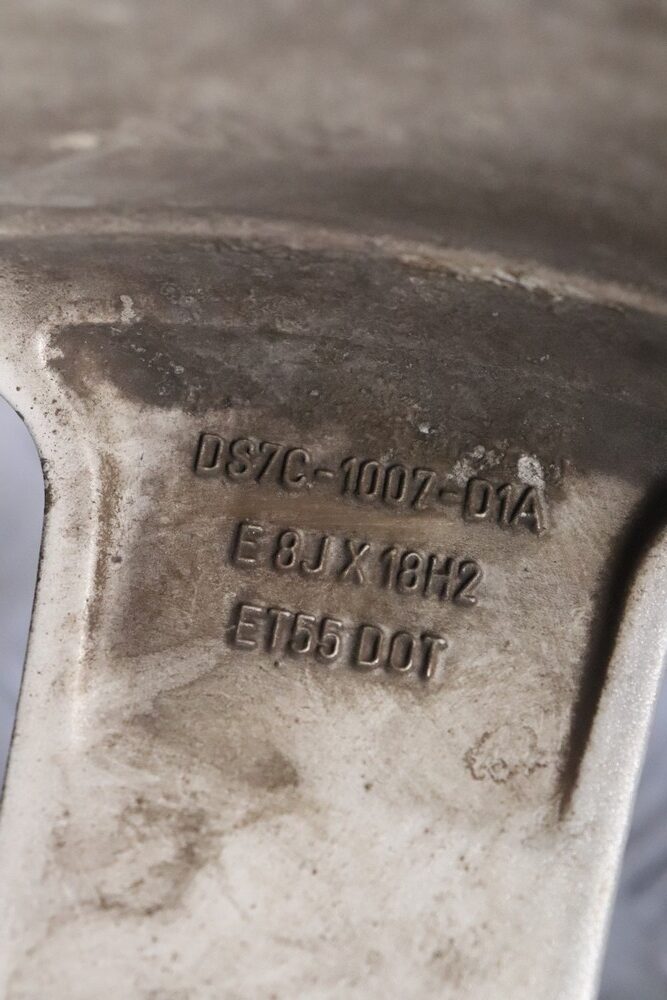 DS7C-1007-D1A
E 8J X 18H2
ET55 DOT